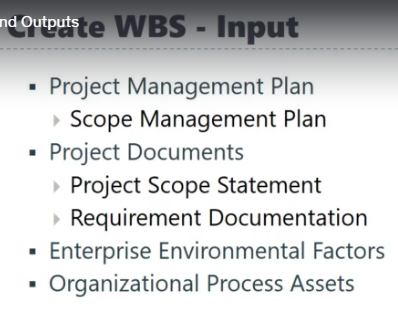 nd Outputs
Create WBS - Input
▪ Project Management Plan
Scope Management Plan
▪ Project Documents
Project Scope Statement
Requirement Documentation
▪ Enterprise Environmental Factors
▪ Organizational Process Assets